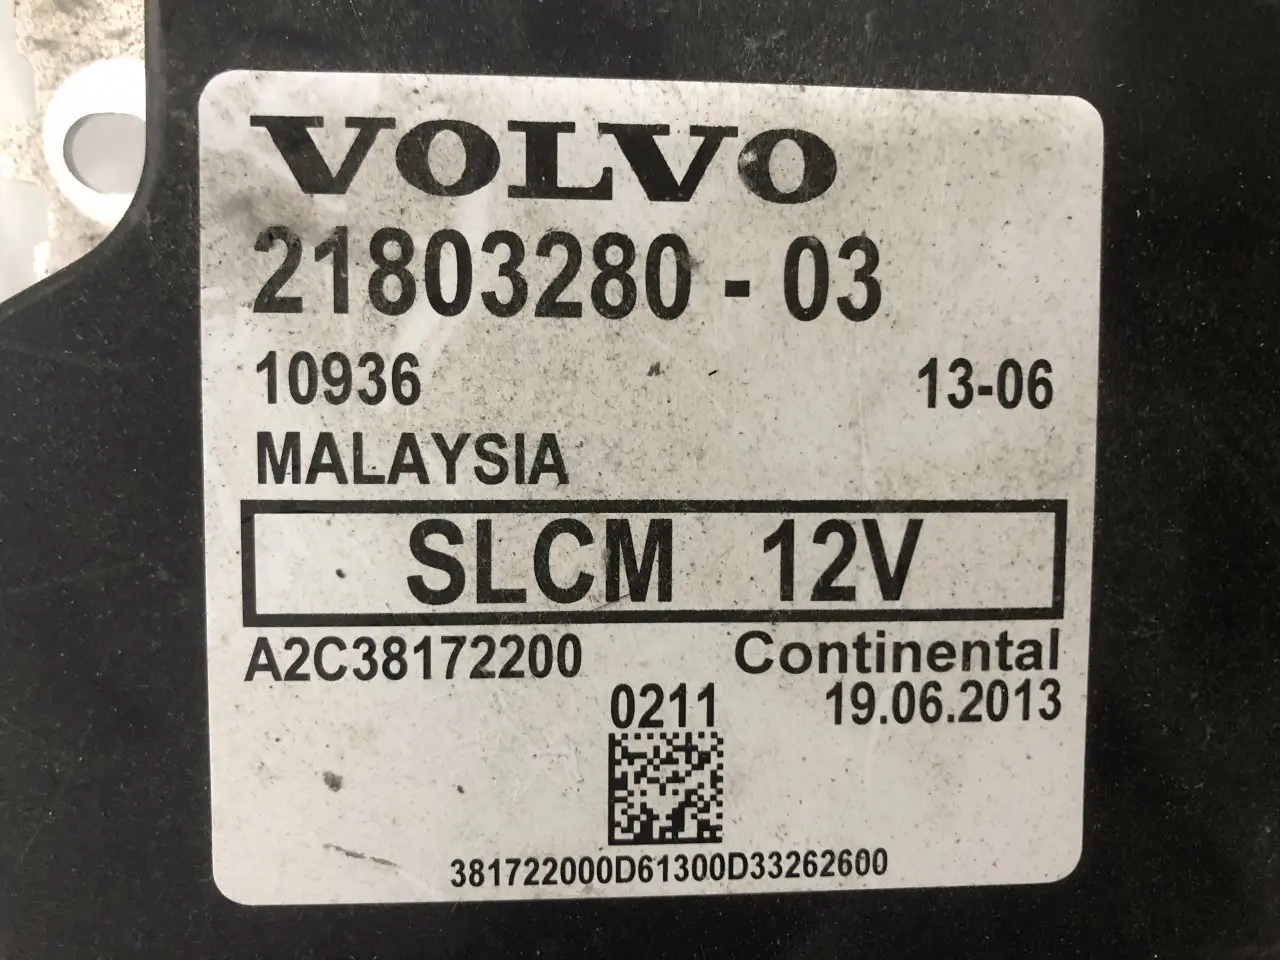 VOLVO
21803280 - 03
10936 13-06
MALAYSIA
SLCM 12V
A2C38172200 Continental
0211 19.06.2013
381722000D61300D33262600